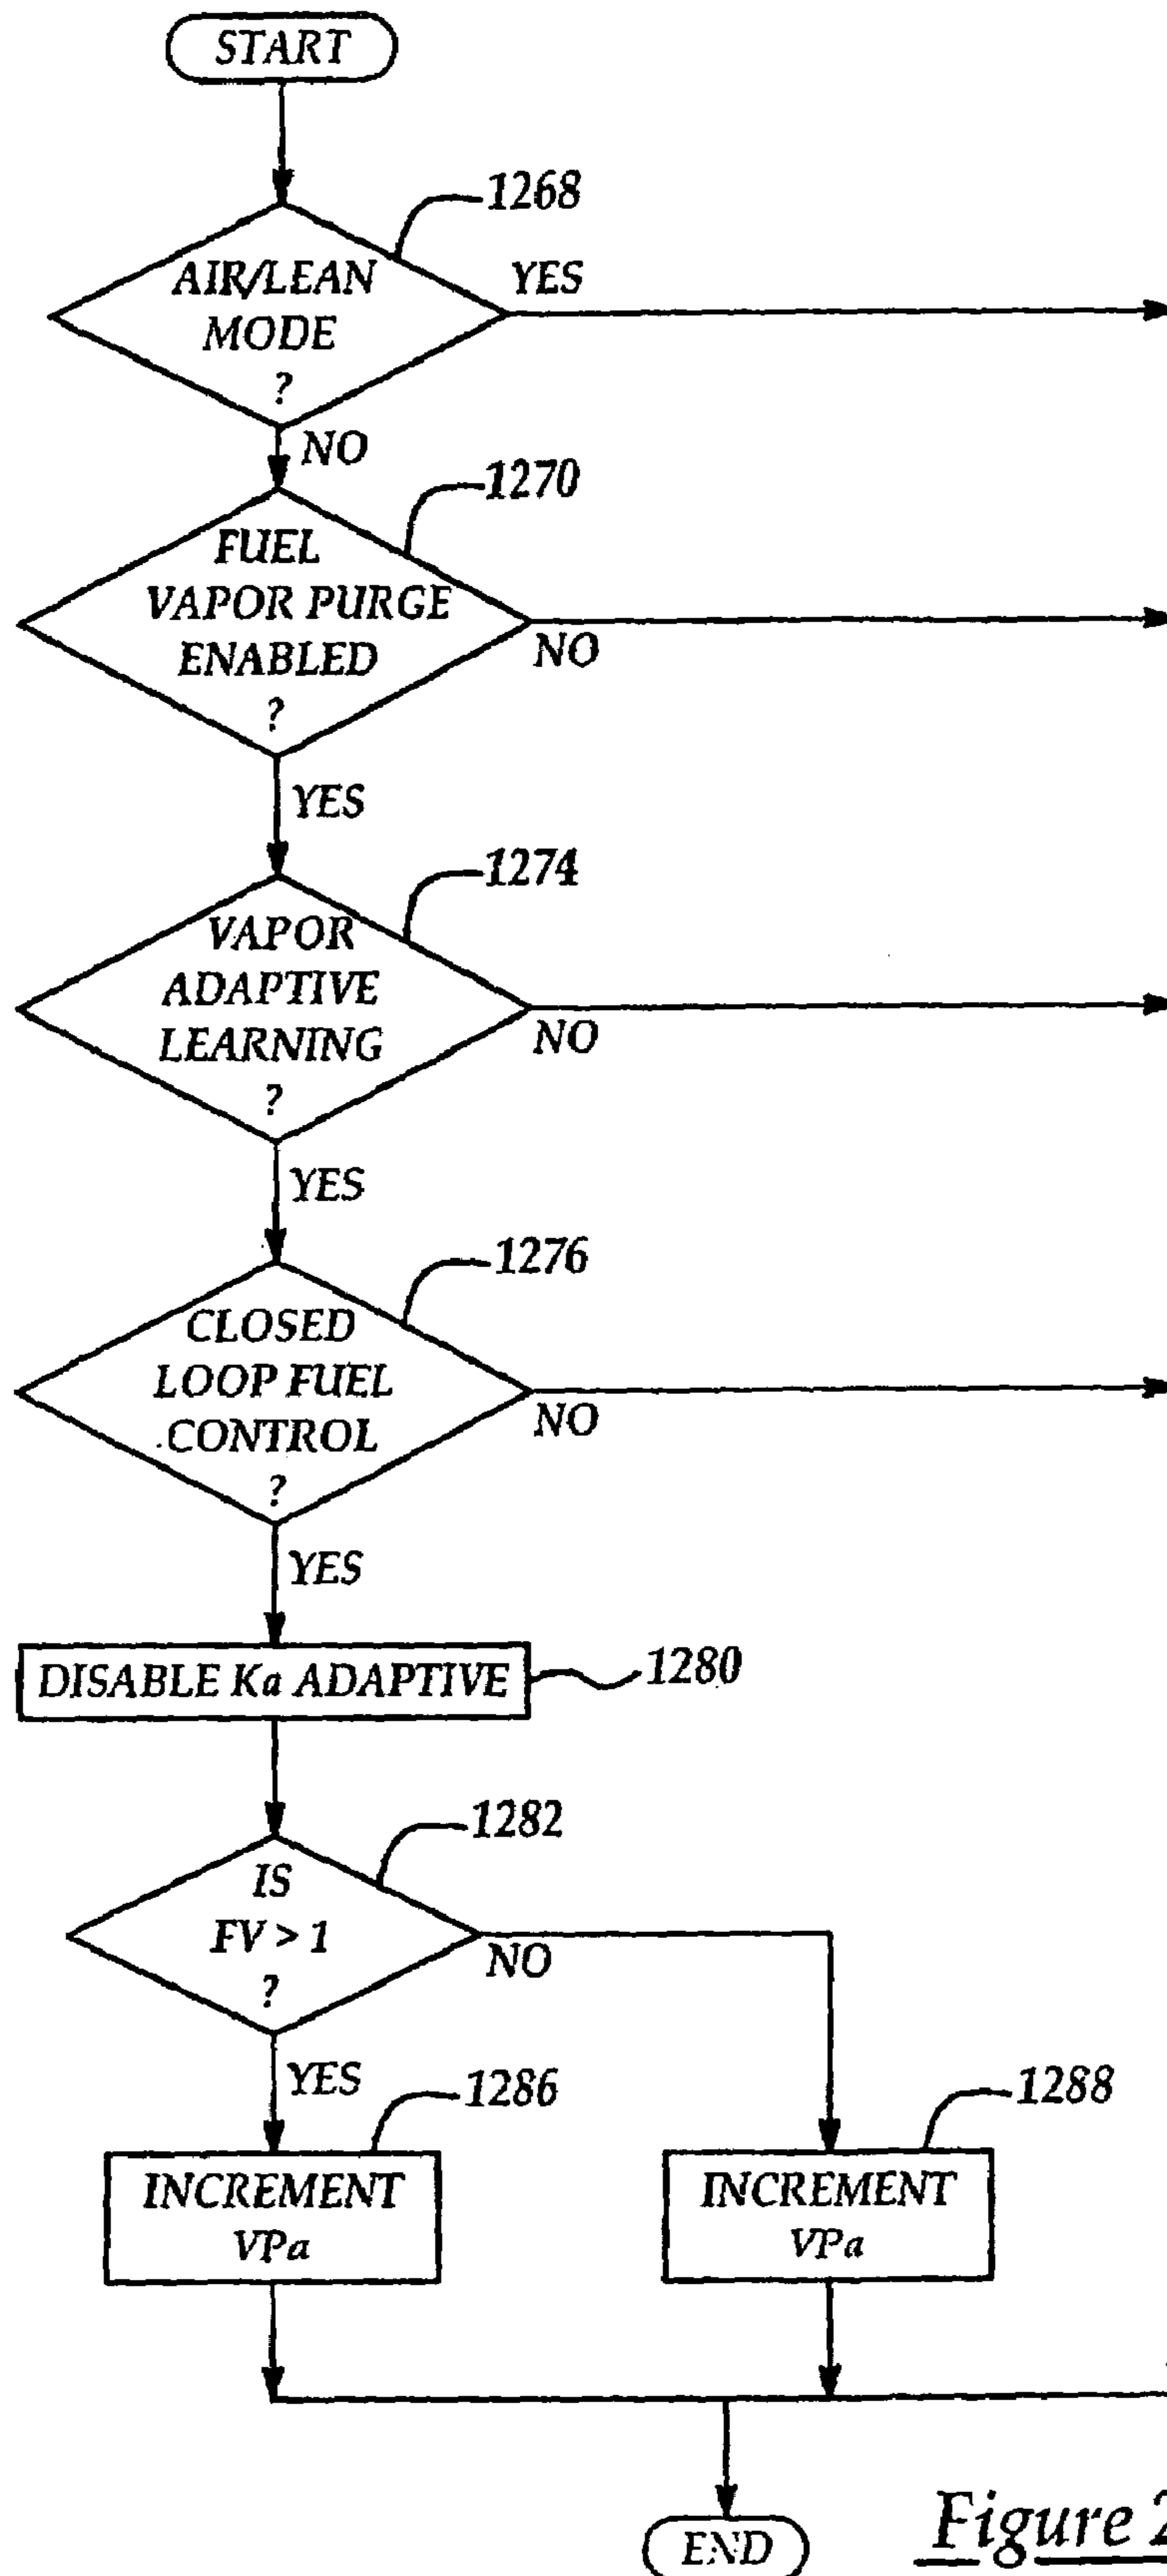 START
1268
AIR/LEAN
MODE
?
YES
NO
1270
FUEL
VAPOR PURGE
ENABLED
?
NO
YES
1274
VAPOR
ADAPTIVE
LEARNING
?
NO
YES
1276
CLOSED
LOOP FUEL
CONTROL
?
NO
YES
DISABLE Ka ADAPTIVE
1280
1282
IS
FV > 1
?
NO
YES
1286
1288
INCREMENT
VPa
INCREMENT
VPa
END
Figure 2